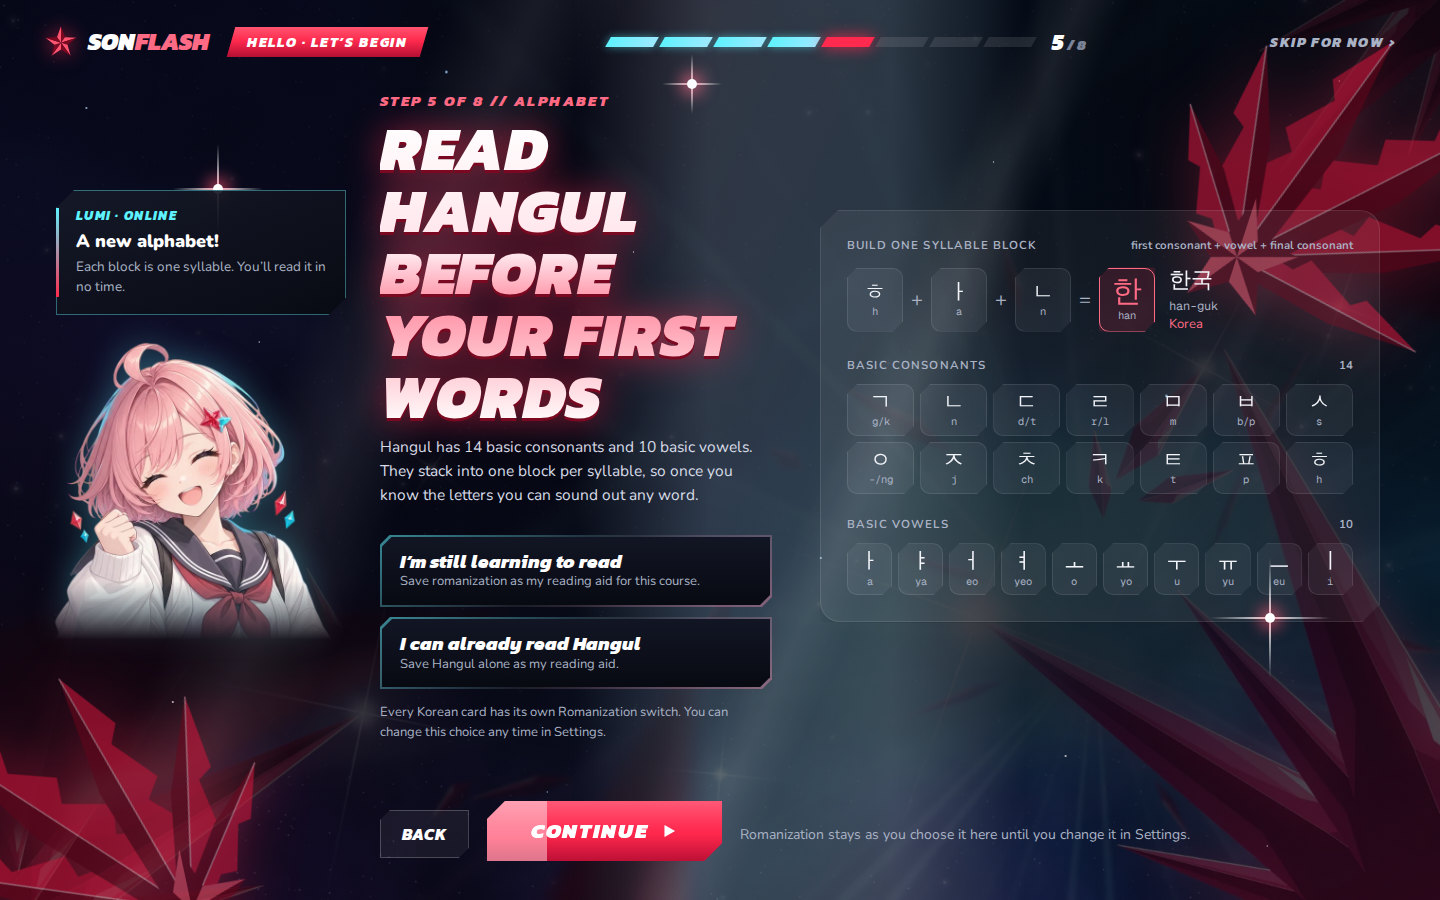 SONFLASH
HELLO · LET'S BEGIN
5 / 8
SKIP FOR NOW ›
STEP 5 OF 8 // ALPHABET
READ
HANGUL
BEFORE
YOUR FIRST
WORDS
LUMI · ONLINE
A new alphabet!
Each block is one syllable. You'll read it in
no time.
Hangul has 14 basic consonants and 10 basic vowels.
They stack into one block per syllable, so once you
know the letters you can sound out any word.
I'm still learning to read
Save romanization as my reading aid for this course.
I can already read Hangul
Save Hangul alone as my reading aid.
Every Korean card has its own Romanization switch. You can
change this choice any time in Settings.
BUILD ONE SYLLABLE BLOCK
first consonant + vowel + final consonant
ㅎ + ㅏ + ㄴ = 한 한국
h a n han han-guk
Korea
BASIC CONSONANTS 14
ㄱ ㄴ ㄷ ㄹ ㅁ ㅂ ㅅ
g/k n d/t r/l m b/p s
ㅇ ㅈ ㅊ ㅋ ㅌ ㅍ ㅎ
-/ng j ch k t p h
BASIC VOWELS 10
ㅏ ㅑ ㅓ ㅕ ㅗ ㅛ ㅜ ㅠ ㅡ ㅣ
a ya eo yeo o yo u yu eu i
BACK
CONTINUE ▶
Romanization stays as you choose it here until you change it in Settings.